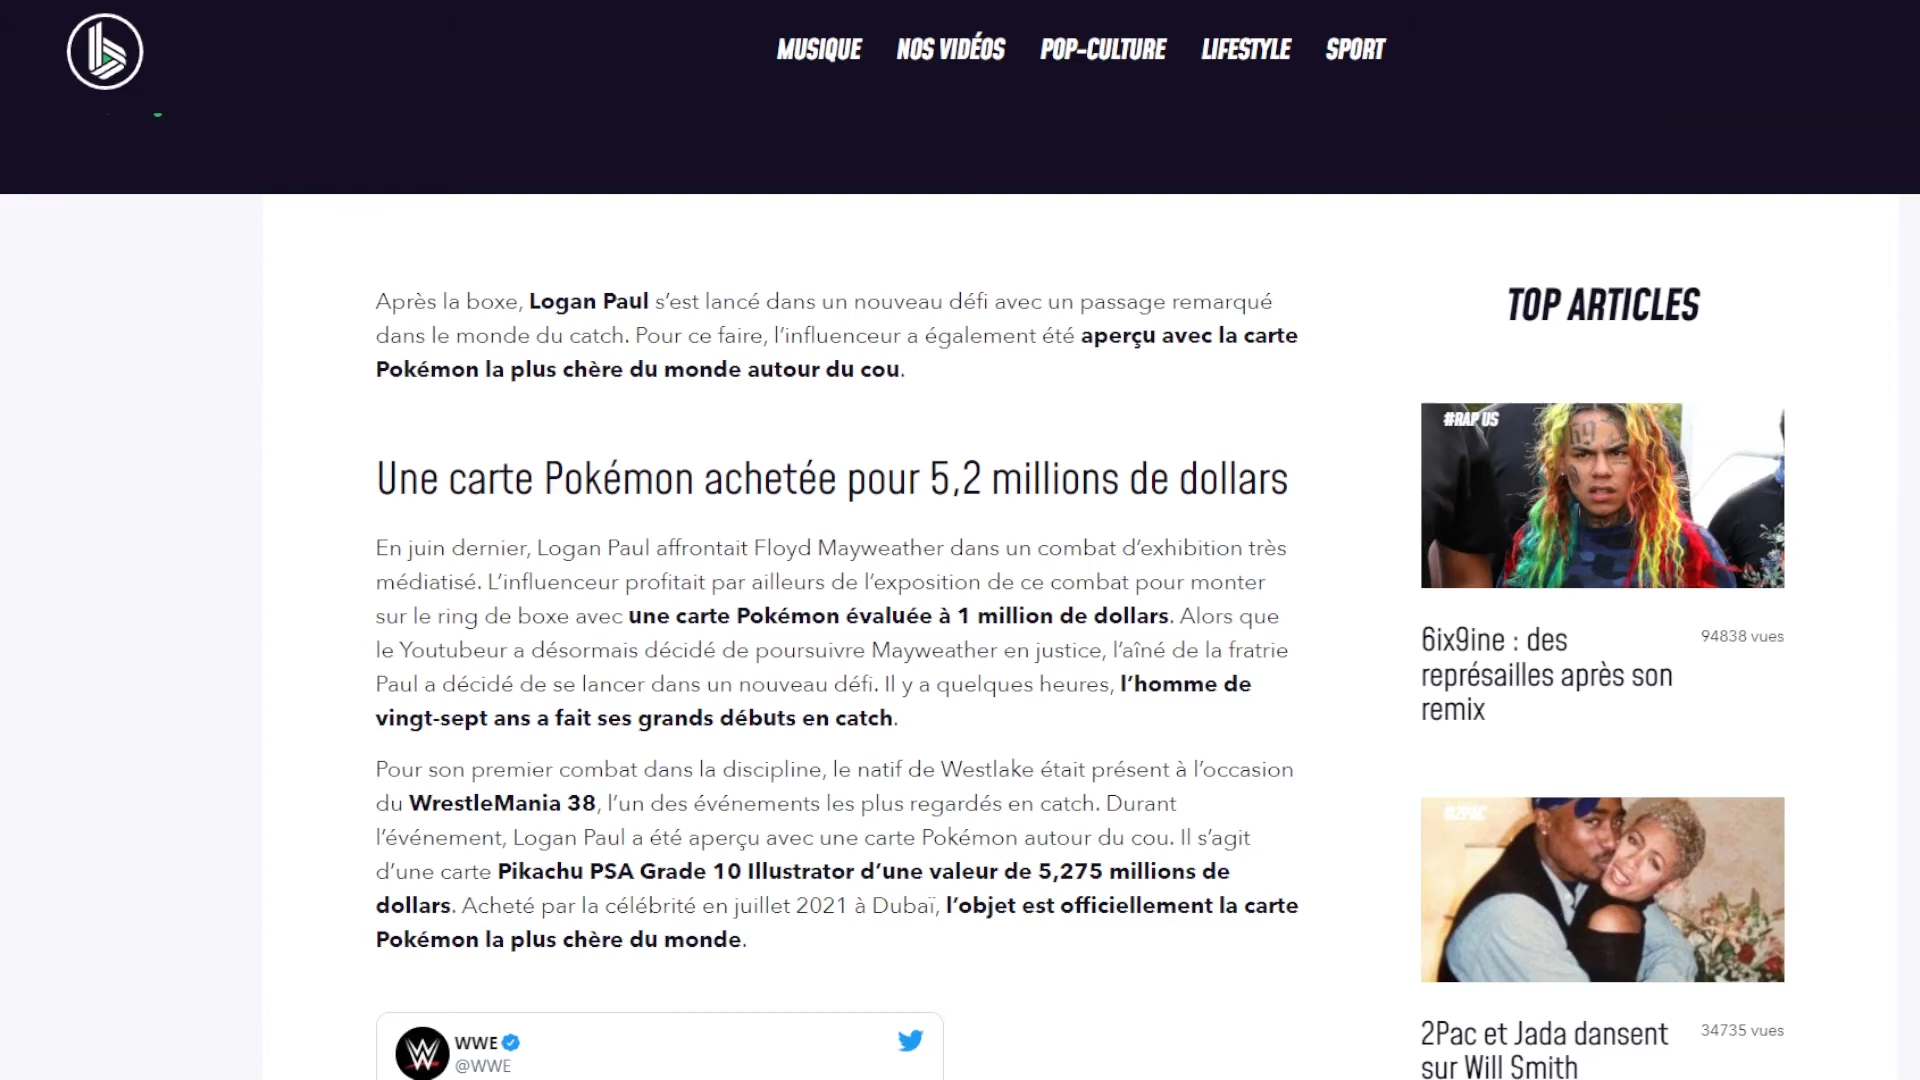 MUSIQUE NOS VIDÉOS POP-CULTURE LIFESTYLE SPORT
Après la boxe, Logan Paul s’est lancé dans un nouveau défi avec un passage remarqué
dans le monde du catch. Pour ce faire, l’influenceur a également été aperçu avec la carte
Pokémon la plus chère du monde autour du cou.
Une carte Pokémon achetée pour 5,2 millions de dollars
En juin dernier, Logan Paul affrontait Floyd Mayweather dans un combat d’exhibition très
médiatisé. L’influenceur profitait par ailleurs de l’exposition de ce combat pour monter
sur le ring de boxe avec une carte Pokémon évaluée à 1 million de dollars. Alors que
le Youtubeur a désormais décidé de poursuivre Mayweather en justice, l’aîné de la fratrie
Paul a décidé de se lancer dans un nouveau défi. Il y a quelques heures, l’homme de
vingt-sept ans a fait ses grands débuts en catch.
Pour son premier combat dans la discipline, le natif de Westlake était présent à l’occasion
du WrestleMania 38, l’un des événements les plus regardés en catch. Durant
l’événement, Logan Paul a été aperçu avec une carte Pokémon autour du cou. Il s’agit
d’une carte Pikachu PSA Grade 10 Illustrator d’une valeur de 5,275 millions de
dollars. Acheté par la célébrité en juillet 2021 à Dubaï, l’objet est officiellement la carte
Pokémon la plus chère du monde.
WWE
@WWE
TOP ARTICLES
#RAP US
69
6ix9ine : des
représailles après son
remix
94838 vues
#2PAC
2Pac et Jada dansent
sur Will Smith
34735 vues